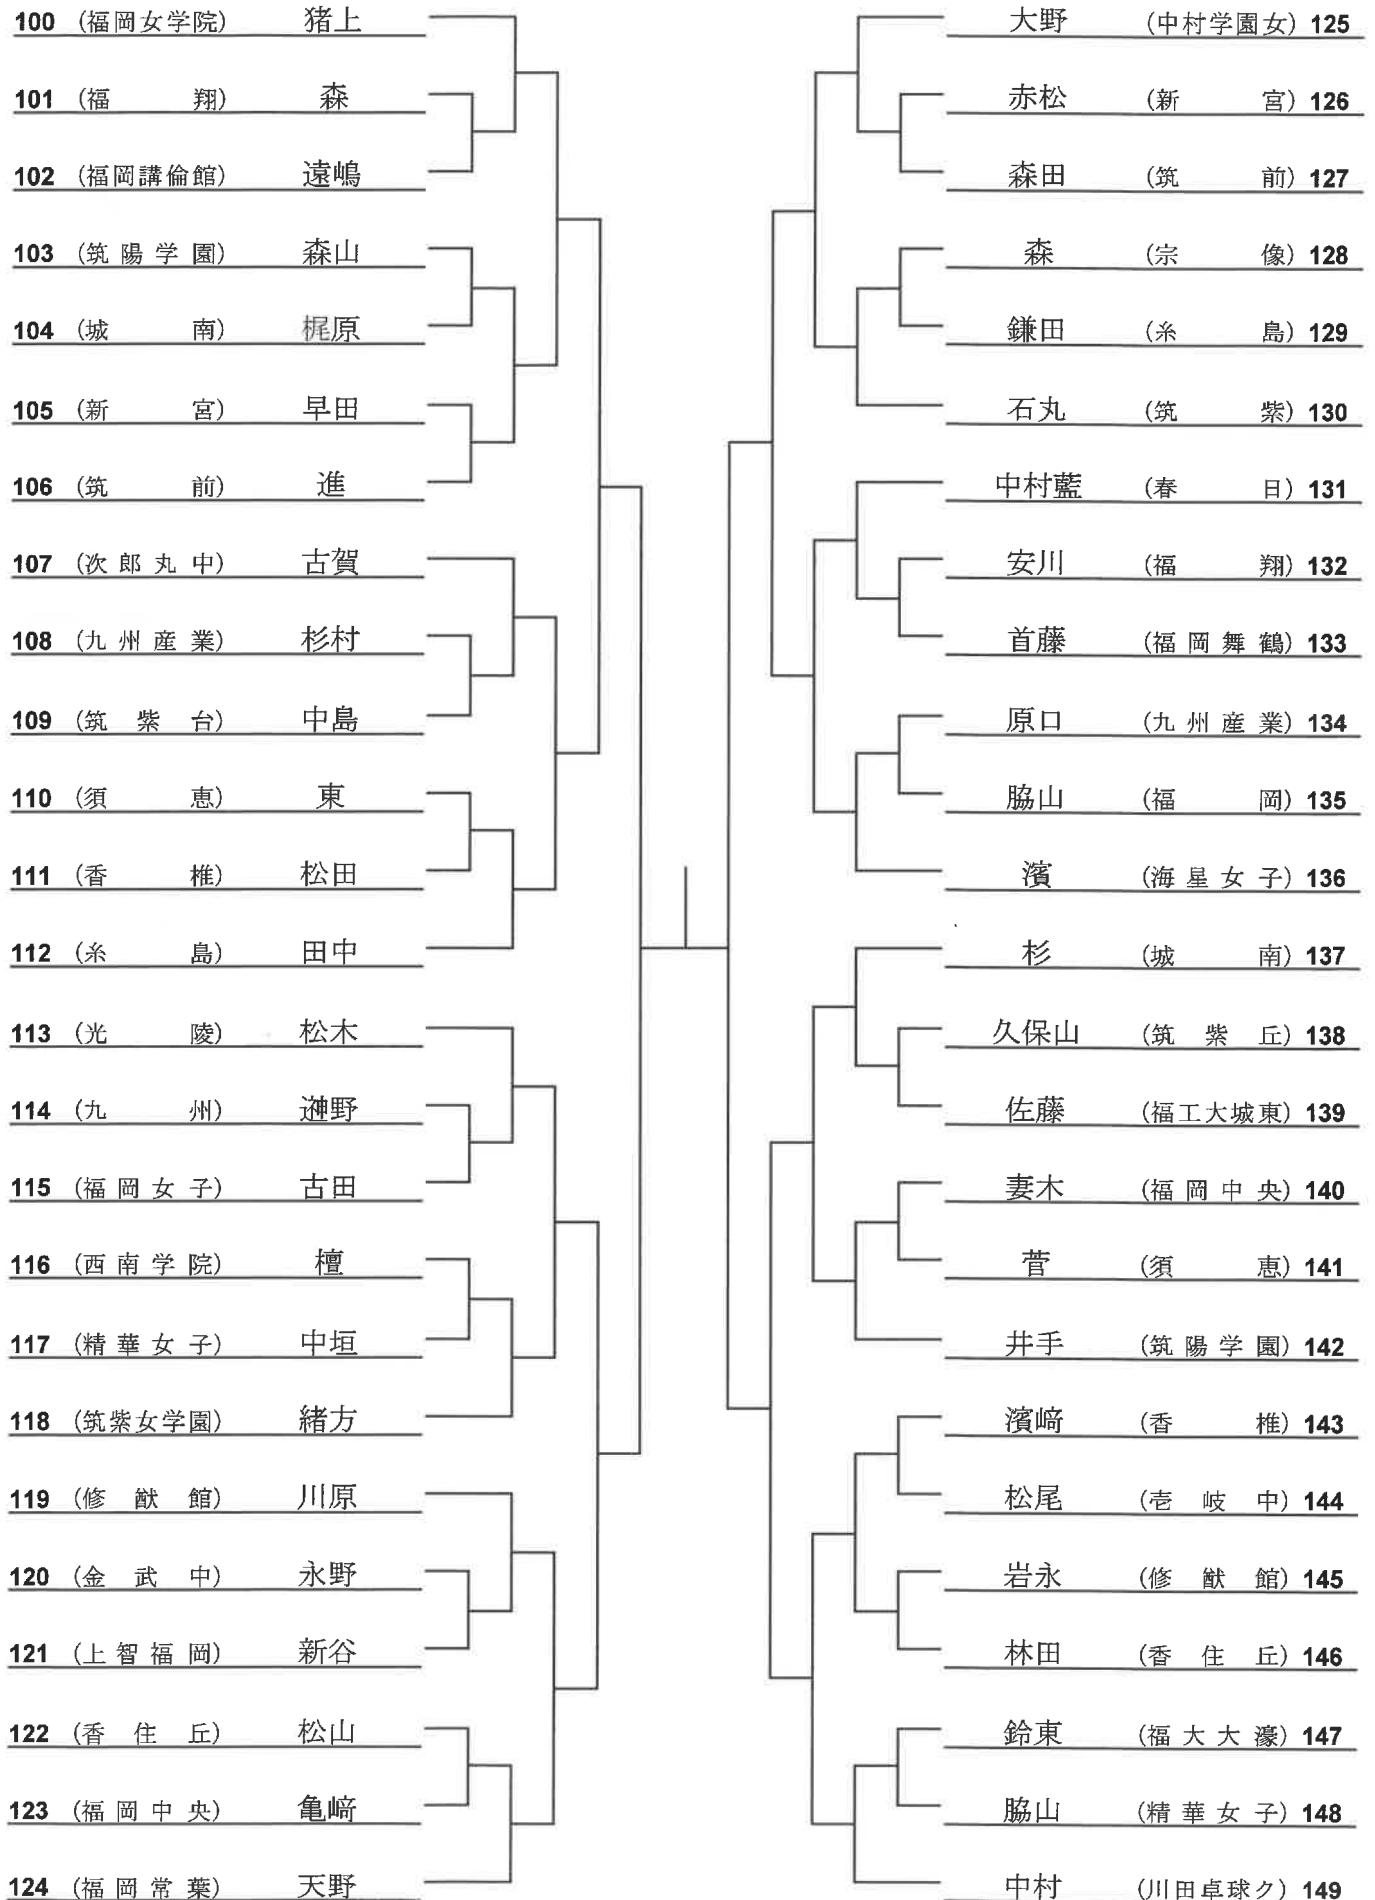 100 (福岡女学院) 猪上
101 (福翔) 森
102 (福岡講倫館) 遠嶋
103 (筑陽学園) 森山
104 (城南) 梶原
105 (新宮) 早田
106 (筑前) 進
107 (次郎丸中) 古賀
108 (九州産業) 杉村
109 (筑紫台) 中島
110 (須恵) 東
111 (香椎) 松田
112 (糸島) 田中
113 (光陵) 松木
114 (九州) 野
115 (福岡女子) 古田
116 (西南学院) 檀
117 (精華女子) 中垣
118 (筑紫女学園) 緒方
119 (修猷館) 川原
120 (金武中) 永野
121 (上智福岡) 新谷
122 (香住丘) 松山
123 (福岡中央) 亀﨑
124 (福岡常葉) 天野
大野 (中村学園女) 125
赤松 (新宮) 126
森田 (筑前) 127
森 (宗像) 128
鎌田 (糸島) 129
石丸 (筑紫) 130
中村藍 (春日) 131
安川 (福翔) 132
首藤 (福岡舞鶴) 133
原口 (九州産業) 134
脇山 (福岡) 135
濱 (海星女子) 136
杉 (城南) 137
久保山 (筑紫丘) 138
佐藤 (福工大城東) 139
妻木 (福岡中央) 140
菅 (須恵) 141
井手 (筑陽学園) 142
濱﨑 (香椎) 143
松尾 (壱岐中) 144
岩永 (修猷館) 145
林田 (香住丘) 146
鈴東 (福大大濠) 147
脇山 (精華女子) 148
中村 (川田卓球ク) 149